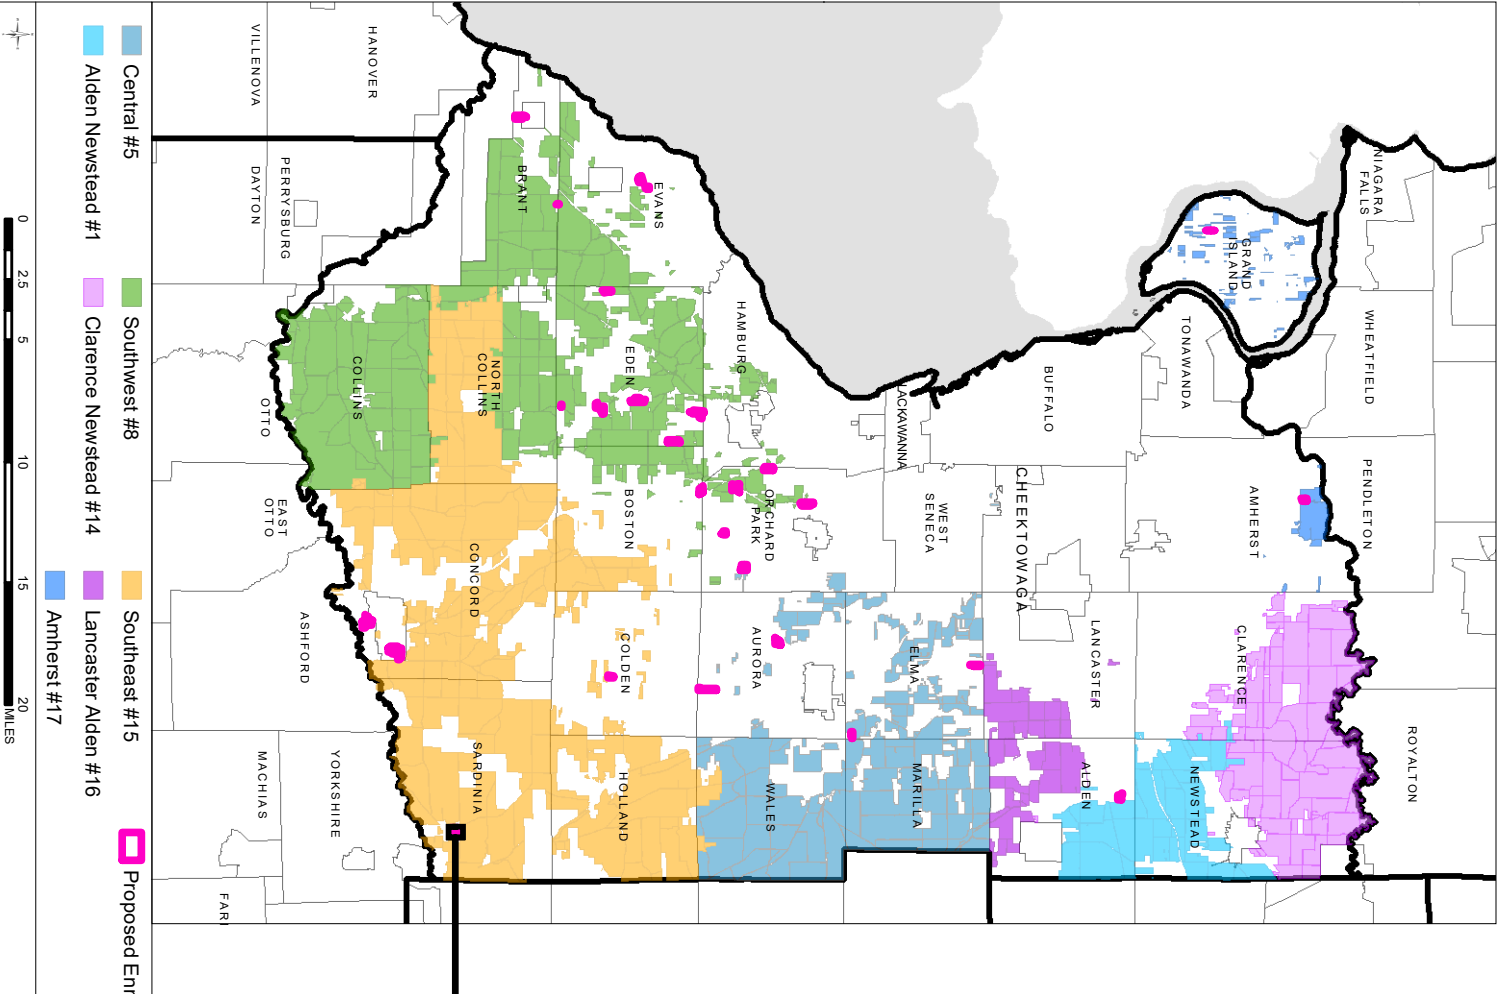 NIAGARA
FALLS
WHEATFIELD
PENDLETON
ROYALTON
GRAND
ISLAND
TONAWANDA
AMHERST
CLARENCE
NEWSTEAD
BUFFALO
CHEEKTOWAGA
LANCASTER
ALDEN
LACKAWANNA
WEST
SENECA
ELMA
MARILLA
HAMBURG
ORCHARD
PARK
AURORA
WALES
EVANS
EDEN
BOSTON
COLDEN
HOLLAND
BRANT
NORTH
COLLINS
CONCORD
SARDINIA
HANOVER
COLLINS
VILLENOVA
PERRYSBURG
DAYTON
OTTO
EAST
OTTO
ASHFORD
YORKSHIRE
MACHIAS
Central #5
Southwest #8
Southeast #15
Proposed Enr
Alden Newstead #1
Clarence Newstead #14
Lancaster Alden #16
Amherst #17
0 2.5 5 10 15 20
MILES